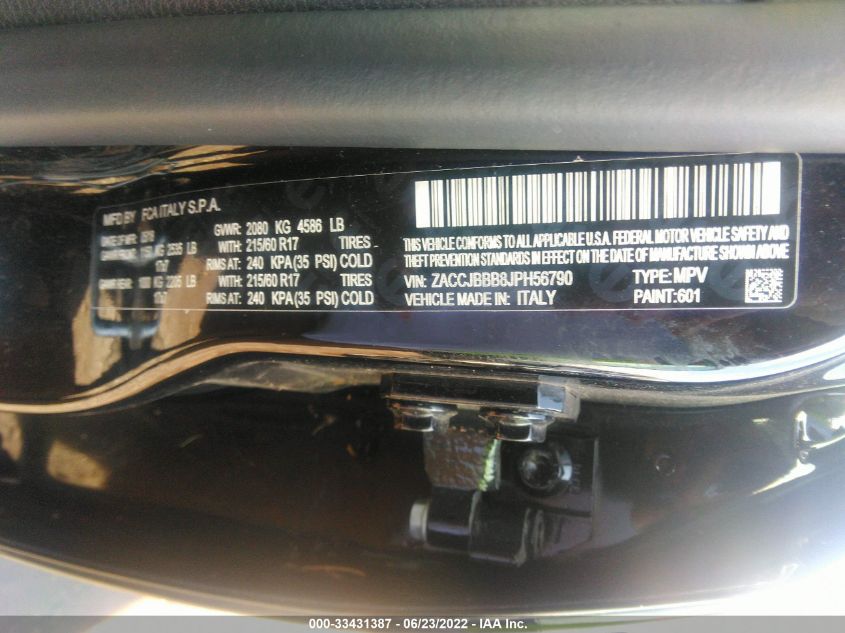 MFD BY FCA ITALY S.P.A.
GVWR: 2080 KG 4586 LB
LB WITH: 215/60 R17 TIRES
RIMS AT: 240 KPA (35 PSI) COLD
LB WITH: 215/60 R17 TIRES
RIMS AT: 240 KPA (35 PSI) COLD
THIS VEHICLE CONFORMS TO ALL APPLICABLE U.S.A. FEDERAL MOTOR VEHICLE SAFETY AND
THEFT PREVENTION STANDARDS IN EFFECT ON THE DATE OF MANUFACTURE SHOWN ABOVE.
VIN: ZACCJBBB8JPH56790 TYPE: MPV
VEHICLE MADE IN: ITALY PAINT: 601
000-33431387 - 06/23/2022 - IAA Inc.